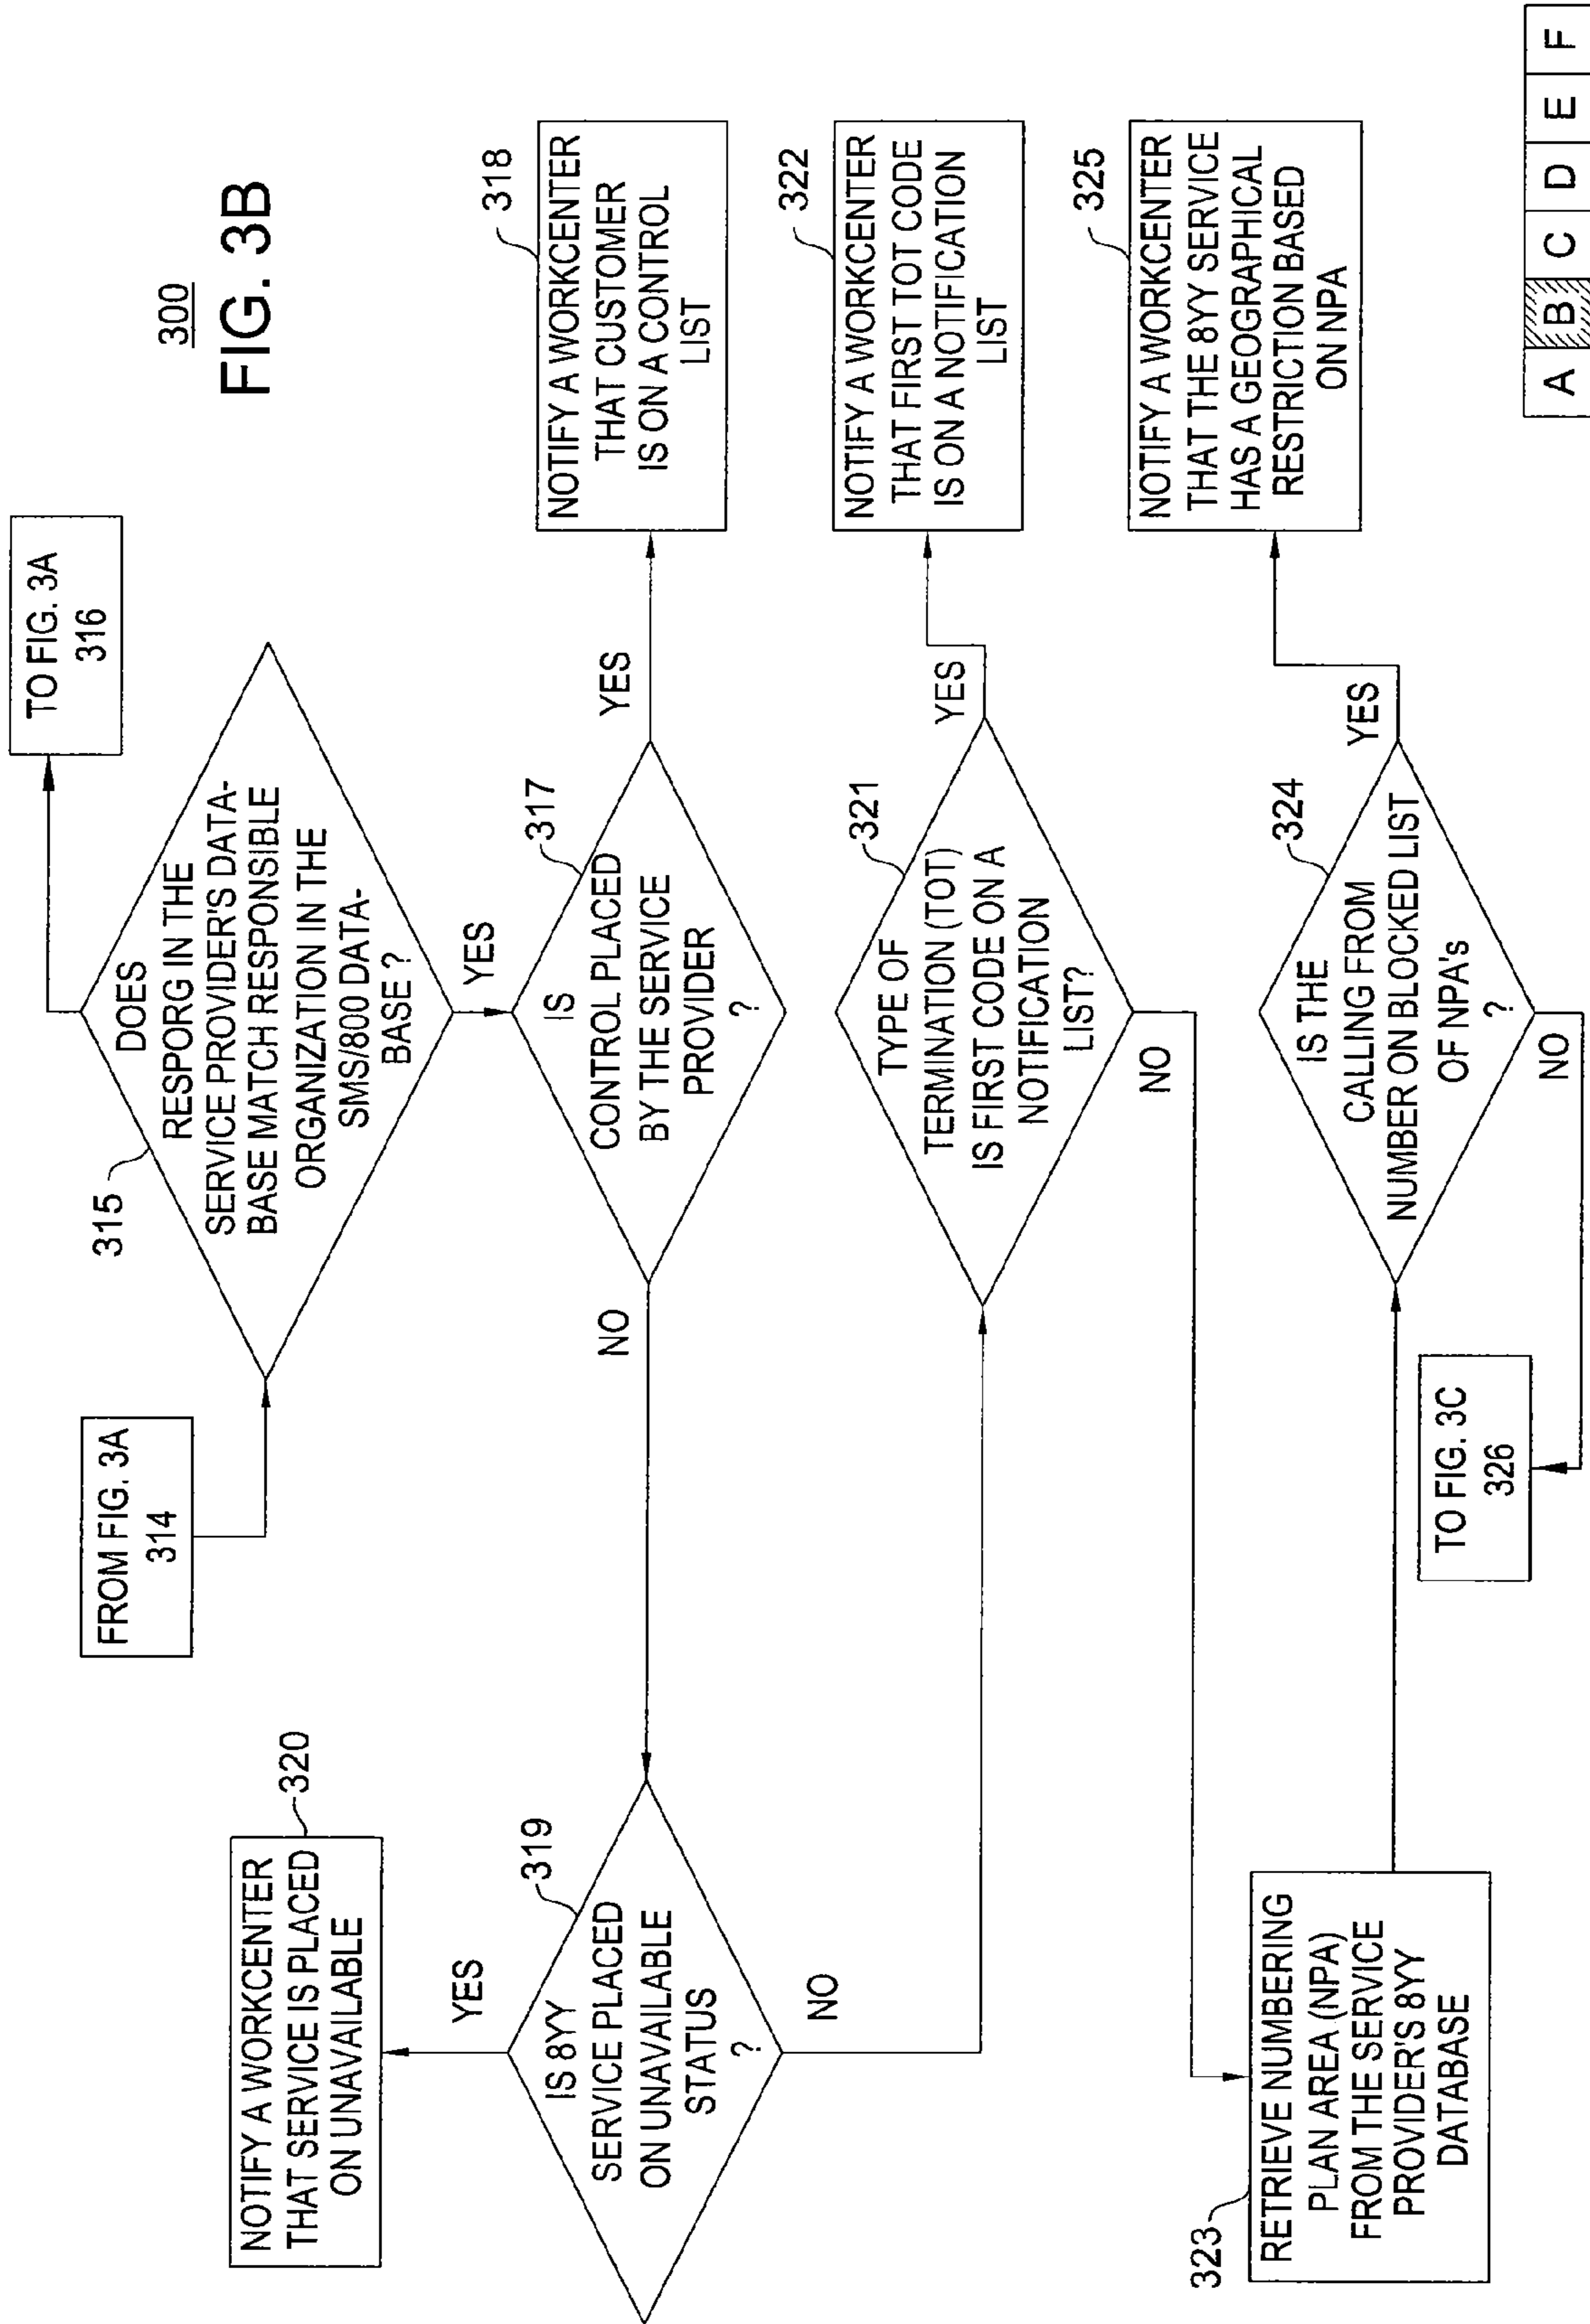 300
FIG. 3B
FROM FIG. 3A
314
TO FIG. 3A
316
315
DOES
RESPORG IN THE
SERVICE PROVIDER'S DATA-
BASE MATCH RESPONSIBLE
ORGANIZATION IN THE
SMS/800 DATA-
BASE ?
YES
317
IS
CONTROL PLACED
BY THE SERVICE
PROVIDER
?
YES
NO
318
NOTIFY A WORKCENTER
THAT CUSTOMER
IS ON A CONTROL
LIST
320
NOTIFY A WORKCENTER
THAT SERVICE IS PLACED
ON UNAVAILABLE
YES
319
IS 8YY
SERVICE PLACED
ON UNAVAILABLE
STATUS
?
NO
321
TYPE OF
TERMINATION (TOT)
IS FIRST CODE ON A
NOTIFICATION
LIST?
YES
NO
322
NOTIFY A WORKCENTER
THAT FIRST TOT CODE
IS ON A NOTIFICATION
LIST
323
RETRIEVE NUMBERING
PLAN AREA (NPA)
FROM THE SERVICE
PROVIDER'S 8YY
DATABASE
324
IS THE
CALLING FROM
NUMBER ON BLOCKED LIST
OF NPA's
?
YES
NO
325
NOTIFY A WORKCENTER
THAT THE 8YY SERVICE
HAS A GEOGRAPHICAL
RESTRICTION BASED
ON NPA
TO FIG. 3C
326
A B C D E F